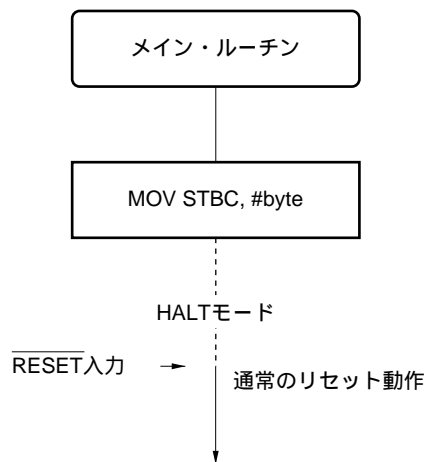 メイン・ルーチン
MOV STBC, #byte
HALTモード
RESET入力 →
通常のリセット動作